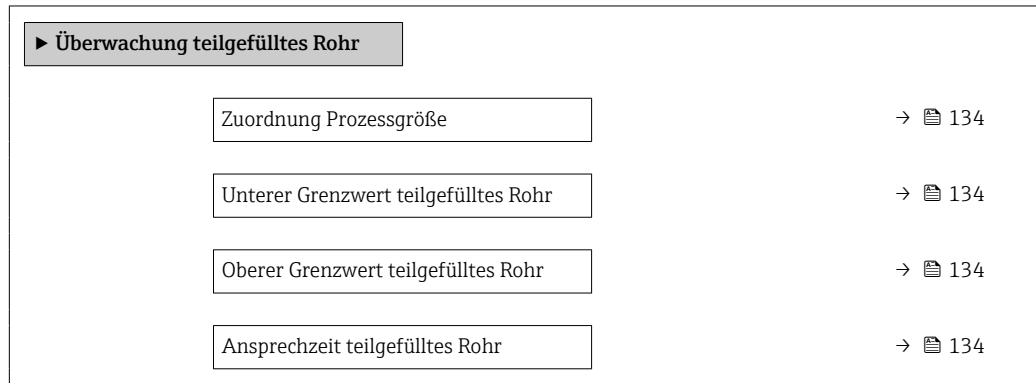 ▶ Überwachung teilgefülltes Rohr
Zuordnung Prozessgröße → 134
Unterer Grenzwert teilgefülltes Rohr → 134
Oberer Grenzwert teilgefülltes Rohr → 134
Ansprechzeit teilgefülltes Rohr → 134